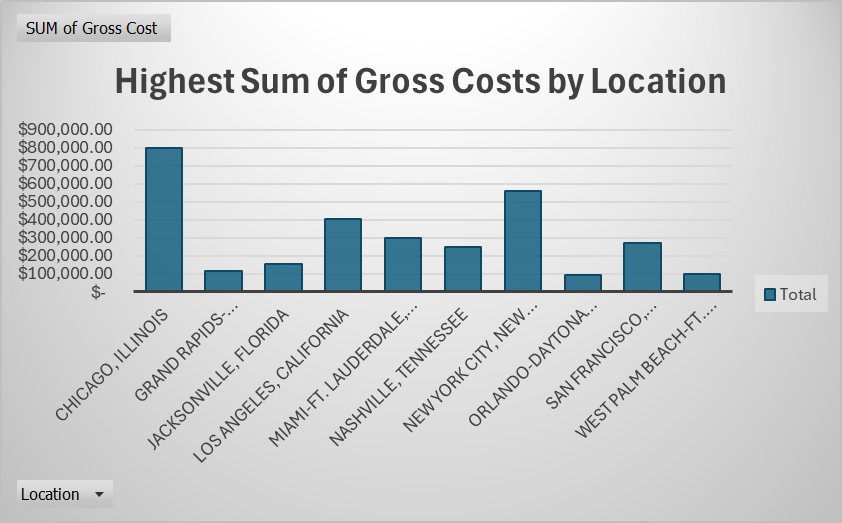 SUM of Gross Cost
Highest Sum of Gross Costs by Location
$900,000.00
$800,000.00
$700,000.00
$600,000.00
$500,000.00
$400,000.00
$300,000.00
$200,000.00
$100,000.00
$-
CHICAGO, ILLINOIS
GRAND RAPIDS-...
JACKSONVILLE, FLORIDA
LOS ANGELES, CALIFORNIA
MIAMI-FT. LAUDERDALE,...
NASHVILLE, TENNESSEE
NEW YORK CITY, NEW...
ORLANDO-DAYTONA...
SAN FRANCISCO,...
WEST PALM BEACH-FT....
Total
Location